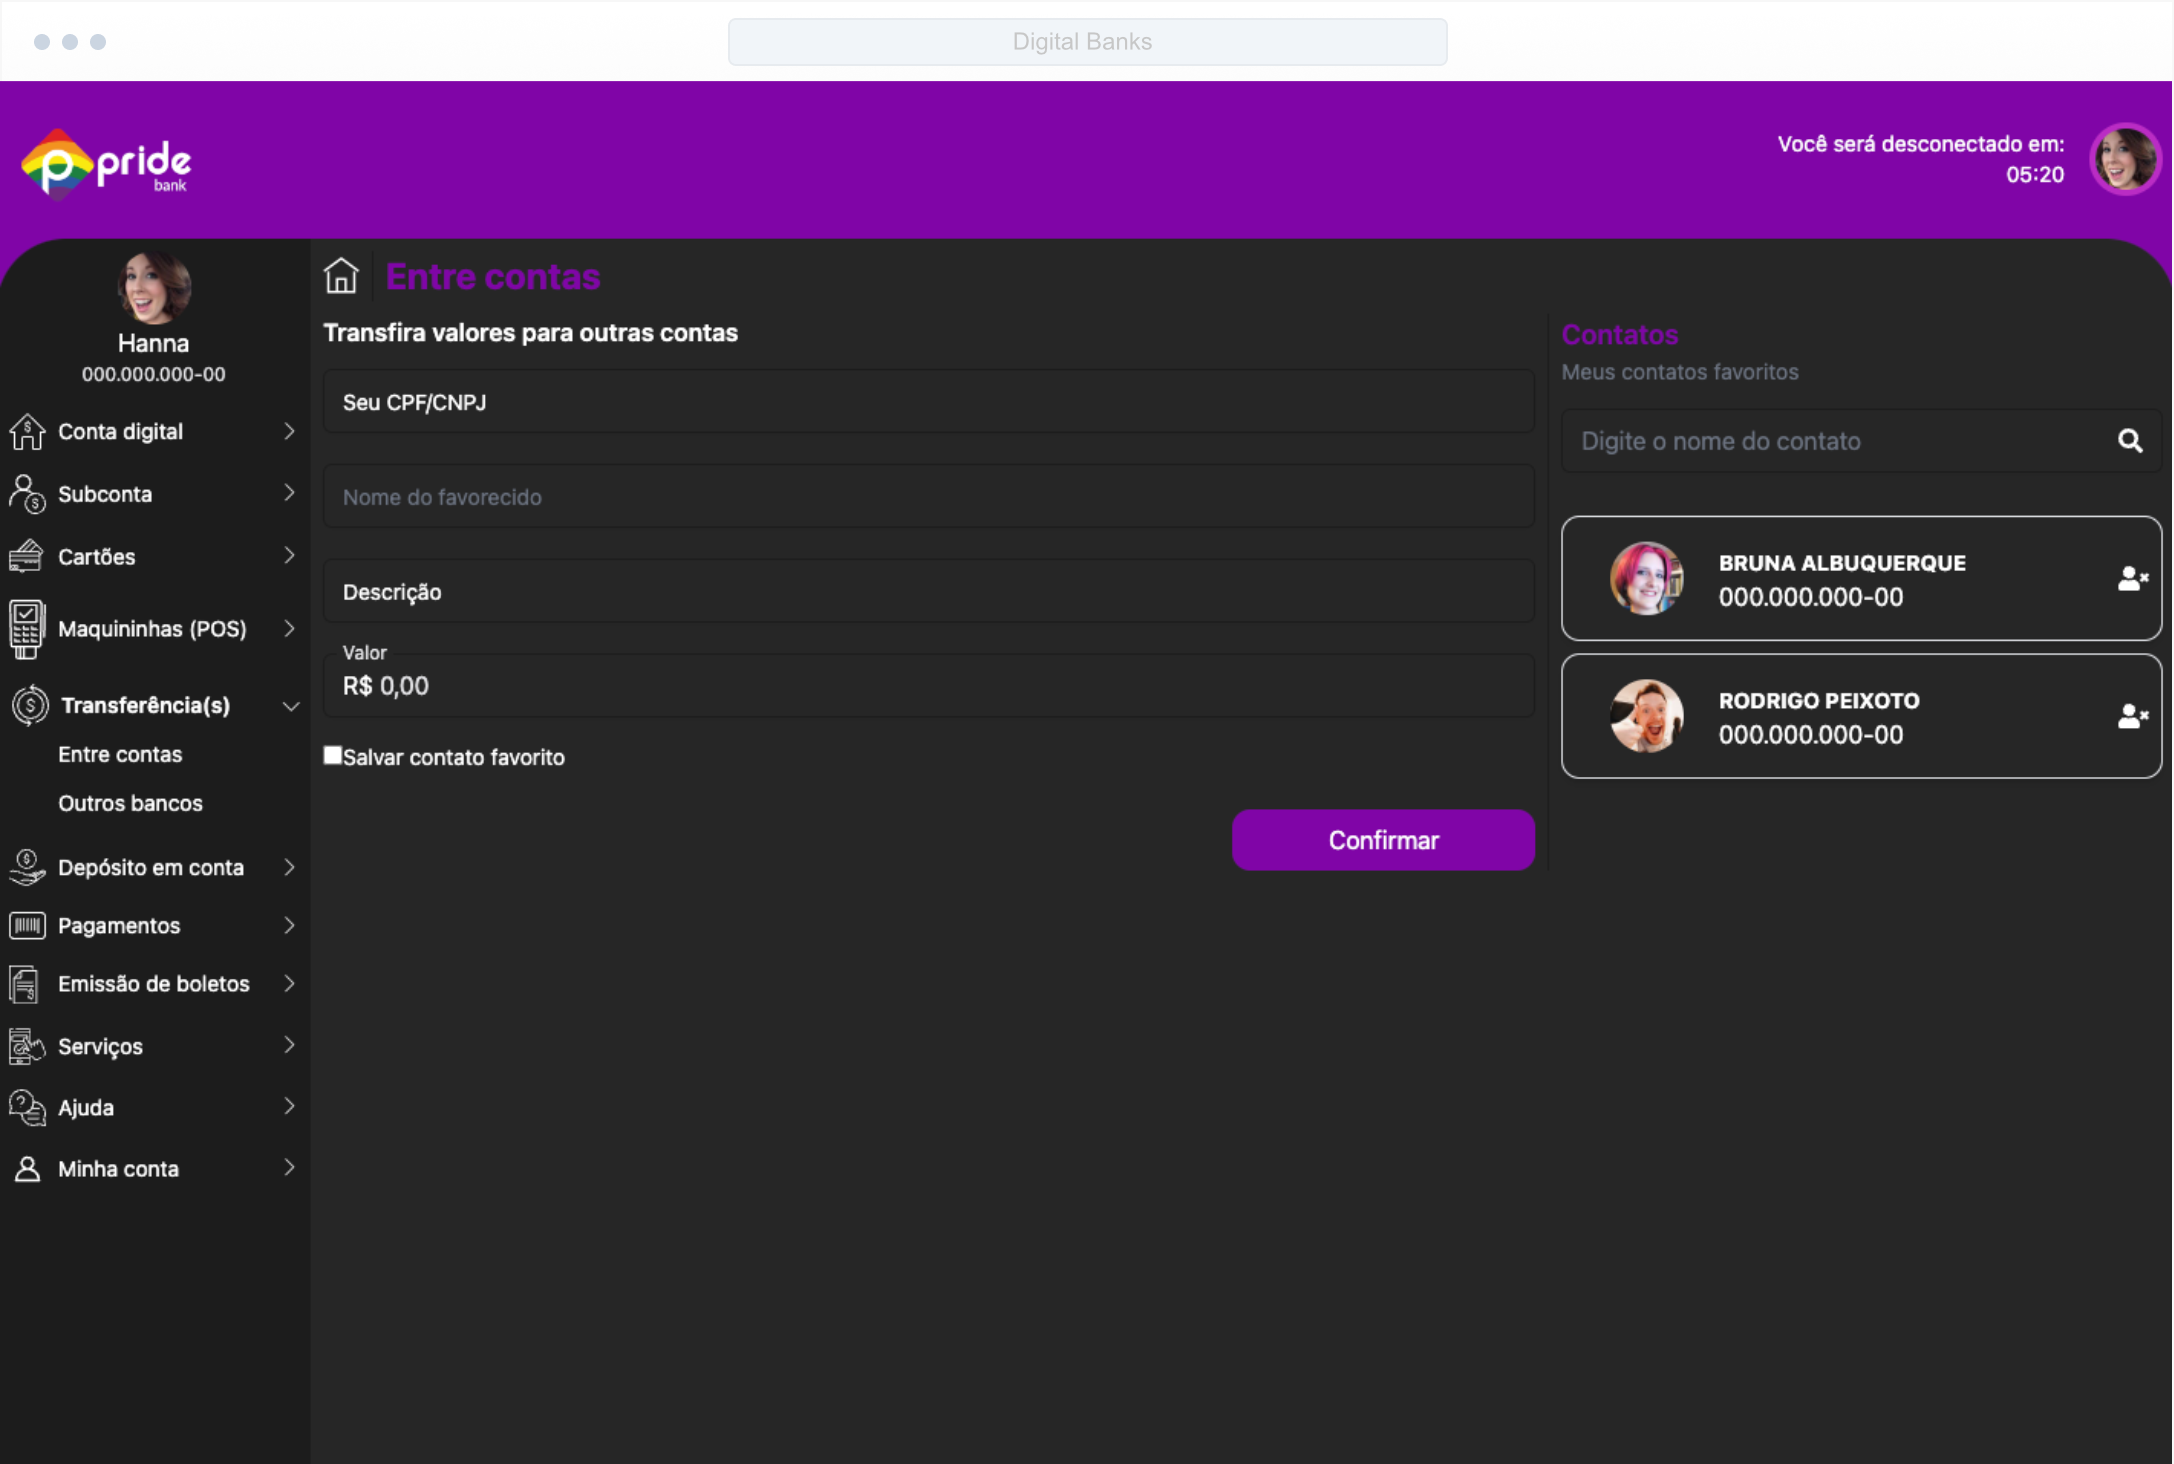 Digital Banks
pride
bank
Você será desconectado em:
05:20
Hanna
000.000.000-00
Conta digital
Subconta
Cartões
Maquininhas (POS)
Transferência(s)
Entre contas
Outros bancos
Depósito em conta
Pagamentos
Emissão de boletos
Serviços
Ajuda
Minha conta
Entre contas
Transfira valores para outras contas
Seu CPF/CNPJ
Nome do favorecido
Descrição
Valor
R$ 0,00
Salvar contato favorito
Confirmar
Contatos
Meus contatos favoritos
Digite o nome do contato
BRUNA ALBUQUERQUE
000.000.000-00
RODRIGO PEIXOTO
000.000.000-00